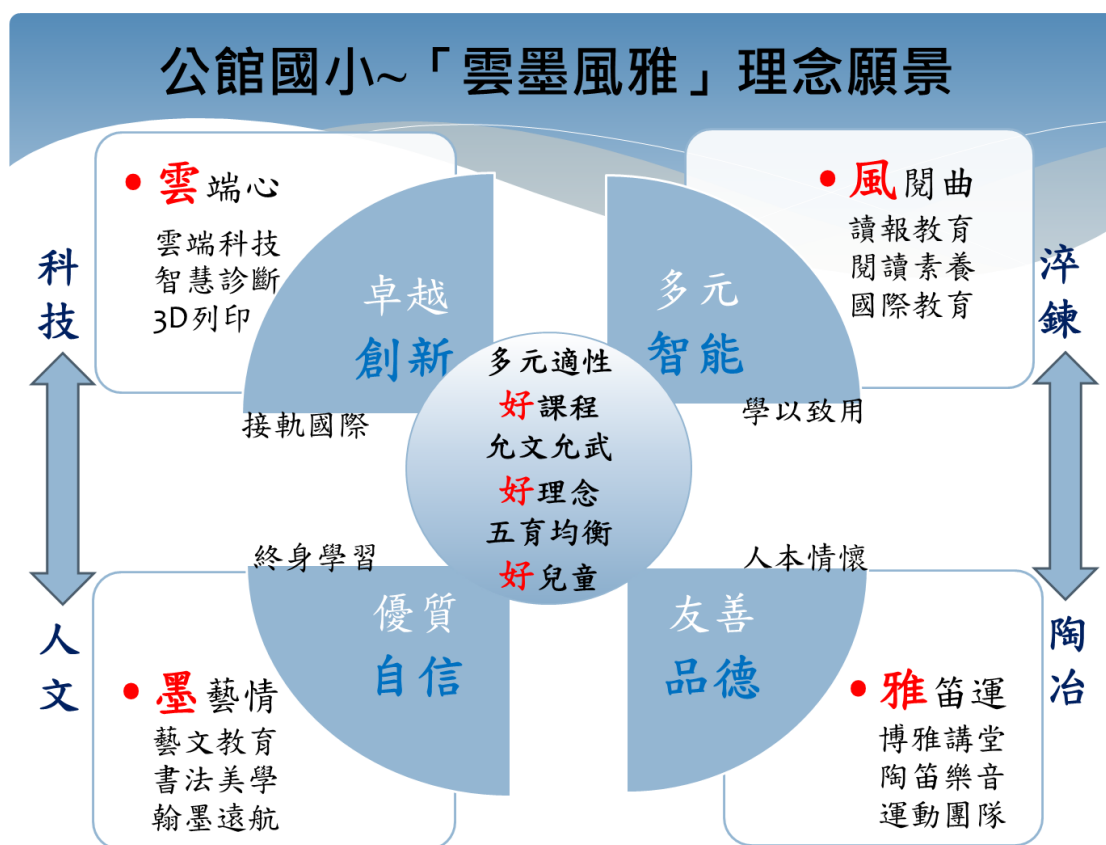 公館國小~「雲墨風雅」理念願景
• 雲端心
雲端科技
智慧診斷
3D列印
卓越
創新
接軌國際
• 風閱曲
讀報教育
閱讀素養
國際教育
多元
智能
學以致用
科技
人文
淬鍊
陶冶
多元適性
好課程
允文允武
好理念
五育均衡
好兒童
終身學習
優質
自信
• 墨藝情
藝文教育
書法美學
翰墨遠航
人本情懷
友善
品德
• 雅笛運
博雅講堂
陶笛樂音
運動團隊